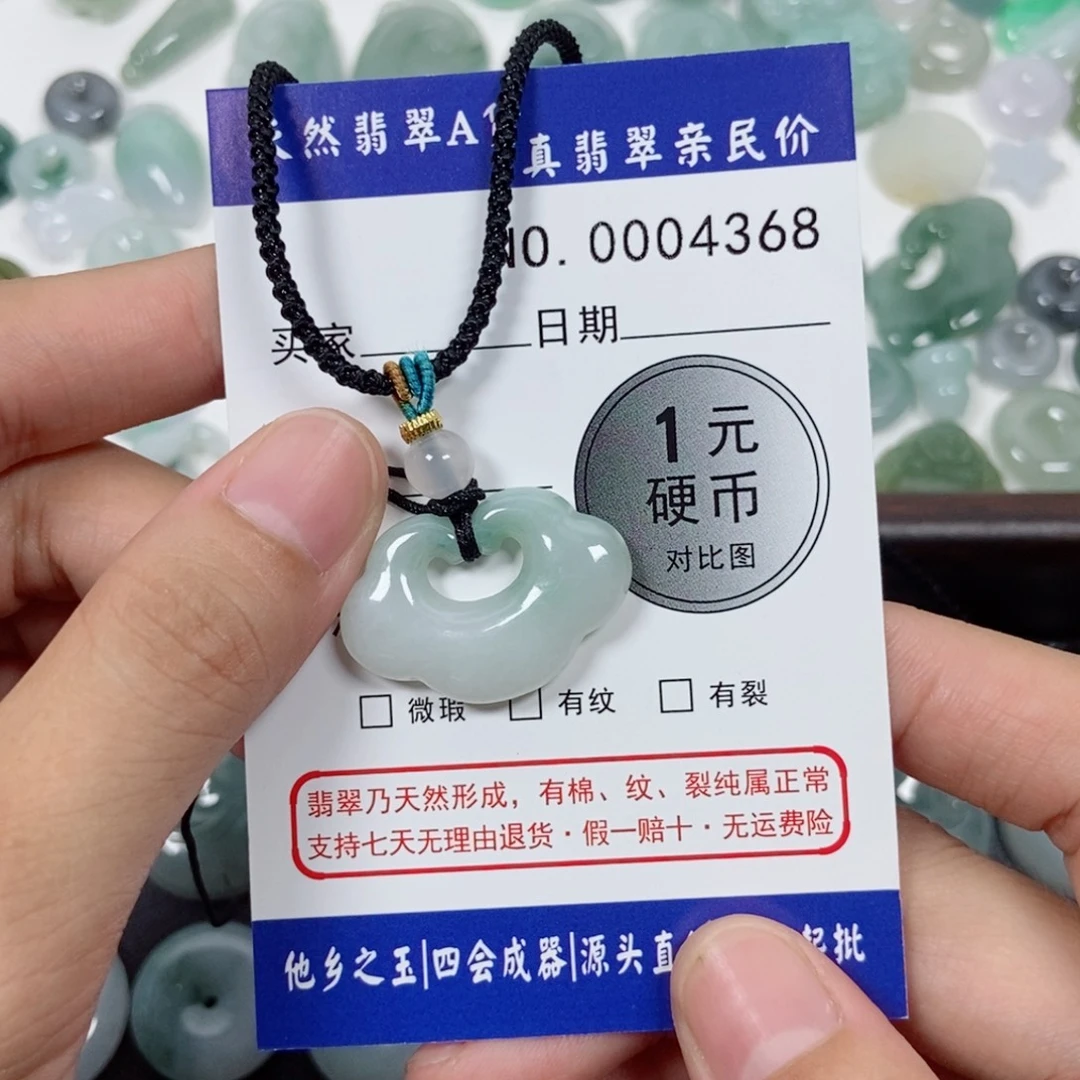 然翡翠A
真翡翠亲民价
NO. 0004368
买家 日期
1元
硬币
对比图
微瑕 有纹 有裂
翡翠乃天然形成，有棉、纹、裂纯属正常
支持七天无理由退货·假一赔十·无运费险
他乡之玉|四会成器|源头直 起批